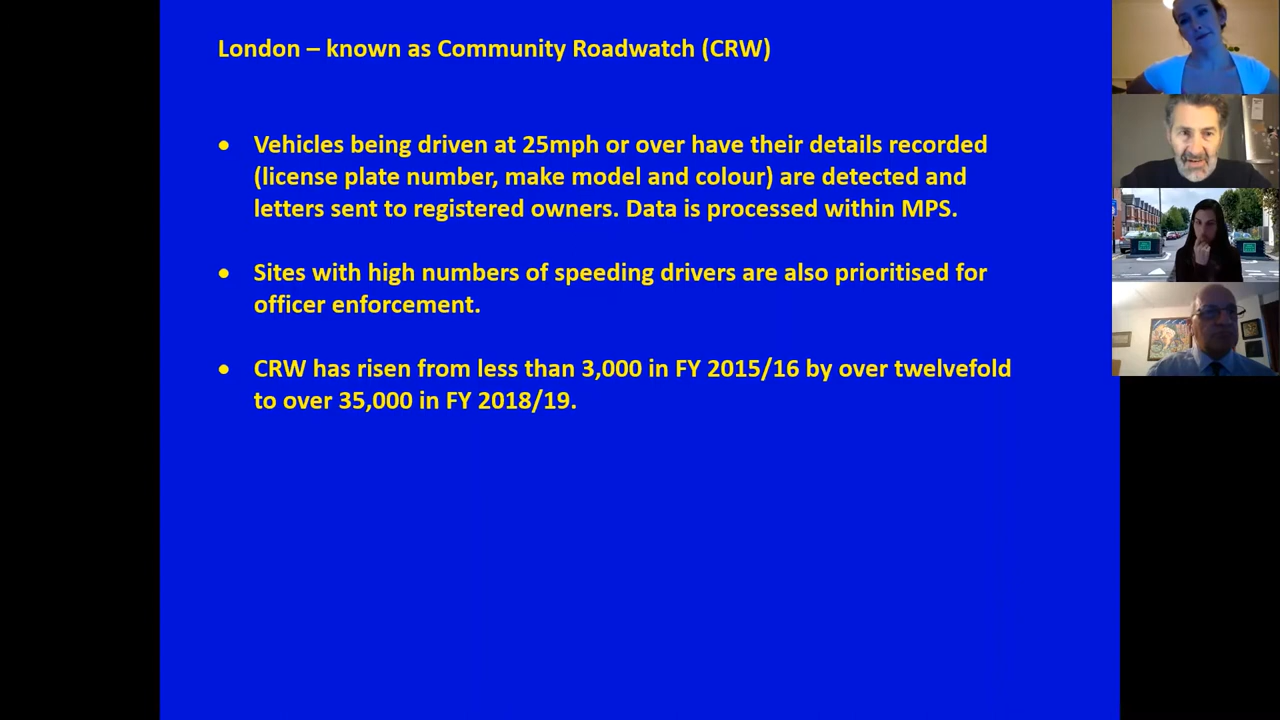 London – known as Community Roadwatch (CRW)
• Vehicles being driven at 25mph or over have their details recorded
(license plate number, make model and colour) are detected and
letters sent to registered owners. Data is processed within MPS.
• Sites with high numbers of speeding drivers are also prioritised for
officer enforcement.
• CRW has risen from less than 3,000 in FY 2015/16 by over twelvefold
to over 35,000 in FY 2018/19.